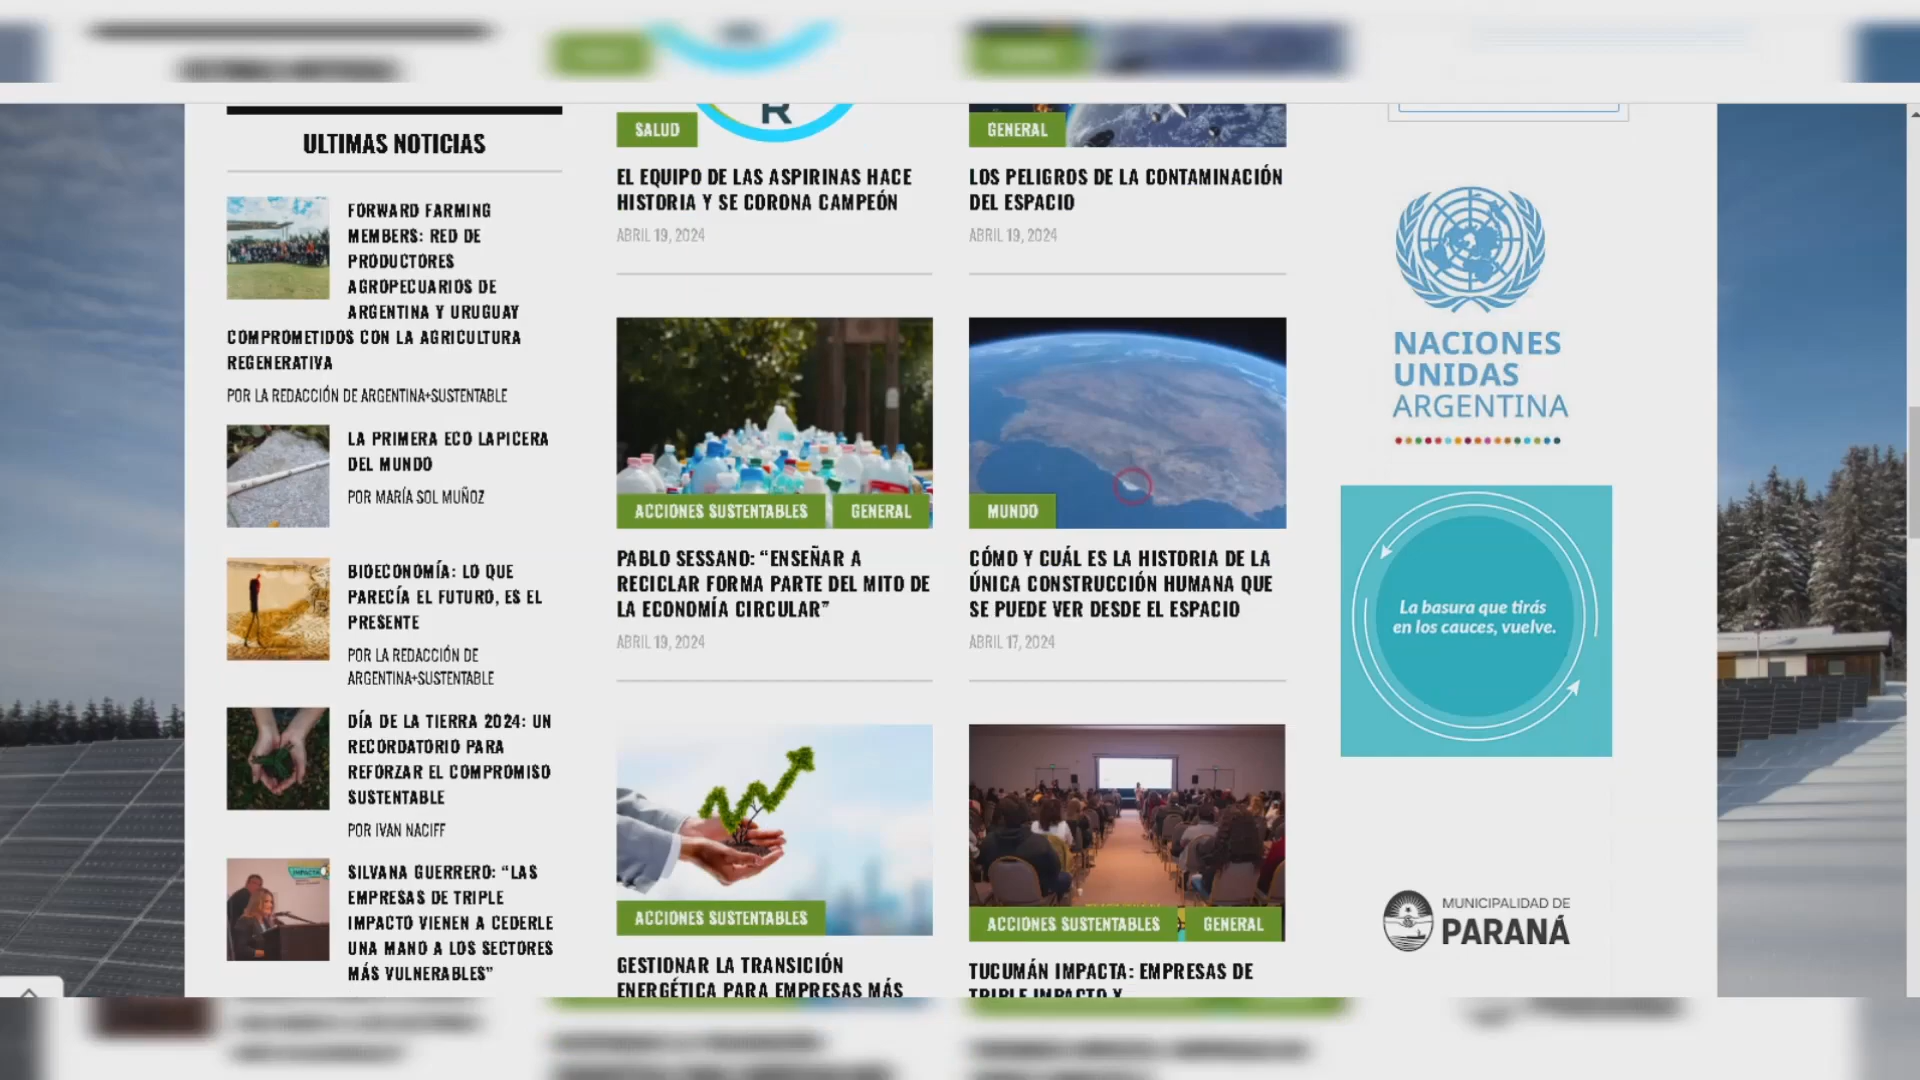 ULTIMAS NOTICIAS
FORWARD FARMING
MEMBERS: RED DE
PRODUCTORES
AGROPECUARIOS DE
ARGENTINA Y URUGUAY
COMPROMETIDOS CON LA AGRICULTURA
REGENERATIVA
POR LA REDACCIÓN DE ARGENTINA+SUSTENTABLE
LA PRIMERA ECO LAPICERA
DEL MUNDO
POR MARÍA SOL MUÑOZ
BIOECONOMÍA: LO QUE
PARECÍA EL FUTURO, ES EL
PRESENTE
POR LA REDACCIÓN DE
ARGENTINA+SUSTENTABLE
DÍA DE LA TIERRA 2024: UN
RECORDATORIO PARA
REFORZAR EL COMPROMISO
SUSTENTABLE
POR IVAN NACIFF
SILVANA GUERRERO: “LAS
EMPRESAS DE TRIPLE
IMPACTO VIENEN A CEDERLE
UNA MANO A LOS SECTORES
MÁS VULNERABLES”
R
SALUD
EL EQUIPO DE LAS ASPIRINAS HACE
HISTORIA Y SE CORONA CAMPEÓN
ABRIL 19, 2024
ACCIONES SUSTENTABLES
GENERAL
PABLO SESSANO: “ENSEÑAR A
RECICLAR FORMA PARTE DEL MITO DE
LA ECONOMÍA CIRCULAR”
ABRIL 19, 2024
ACCIONES SUSTENTABLES
GESTIONAR LA TRANSICIÓN
ENERGÉTICA PARA EMPRESAS MÁS
GENERAL
LOS PELIGROS DE LA CONTAMINACIÓN
DEL ESPACIO
ABRIL 19, 2024
MUNDO
CÓMO Y CUÁL ES LA HISTORIA DE LA
ÚNICA CONSTRUCCIÓN HUMANA QUE
SE PUEDE VER DESDE EL ESPACIO
ABRIL 17, 2024
ACCIONES SUSTENTABLES
GENERAL
TUCUMÁN IMPACTA: EMPRESAS DE
TRIPLE IMPACTO Y
NACIONES
UNIDAS
ARGENTINA
La basura que tirás
en los cauces, vuelve.
MUNICIPALIDAD DE
PARANÁ